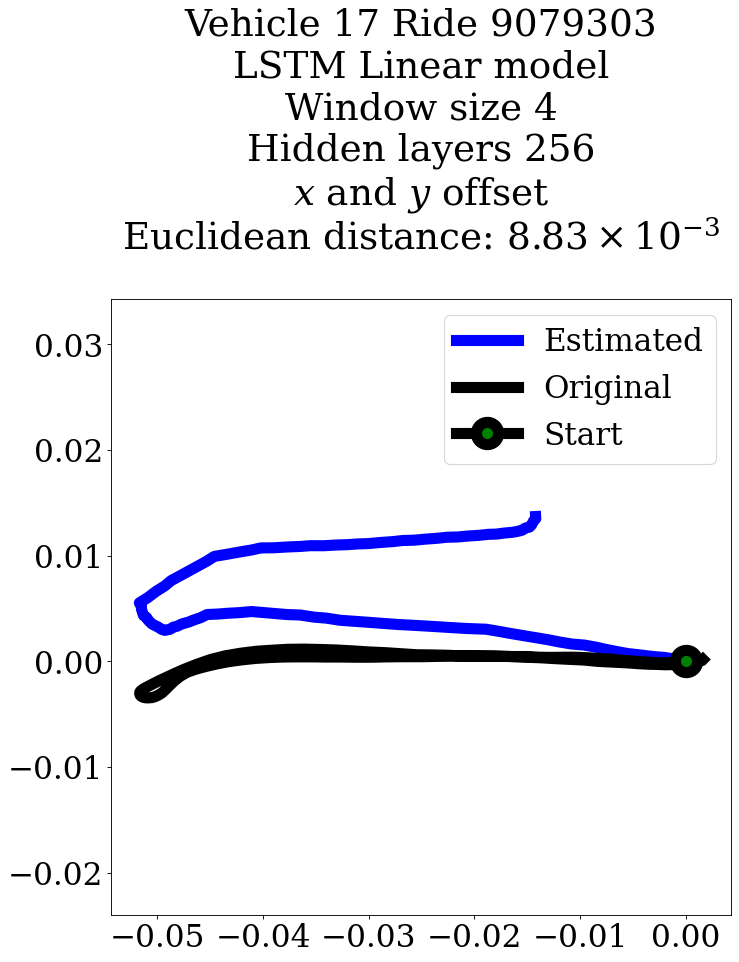 Vehicle 17 Ride 9079303
LSTM Linear model
Window size 4
Hidden layers 256
x and y offset
Euclidean distance: 8.83 × 10⁻³
Estimated
Original
Start
0.03
0.02
0.01
0.00
−0.01
−0.02
−0.05 −0.04 −0.03 −0.02 −0.01 0.00